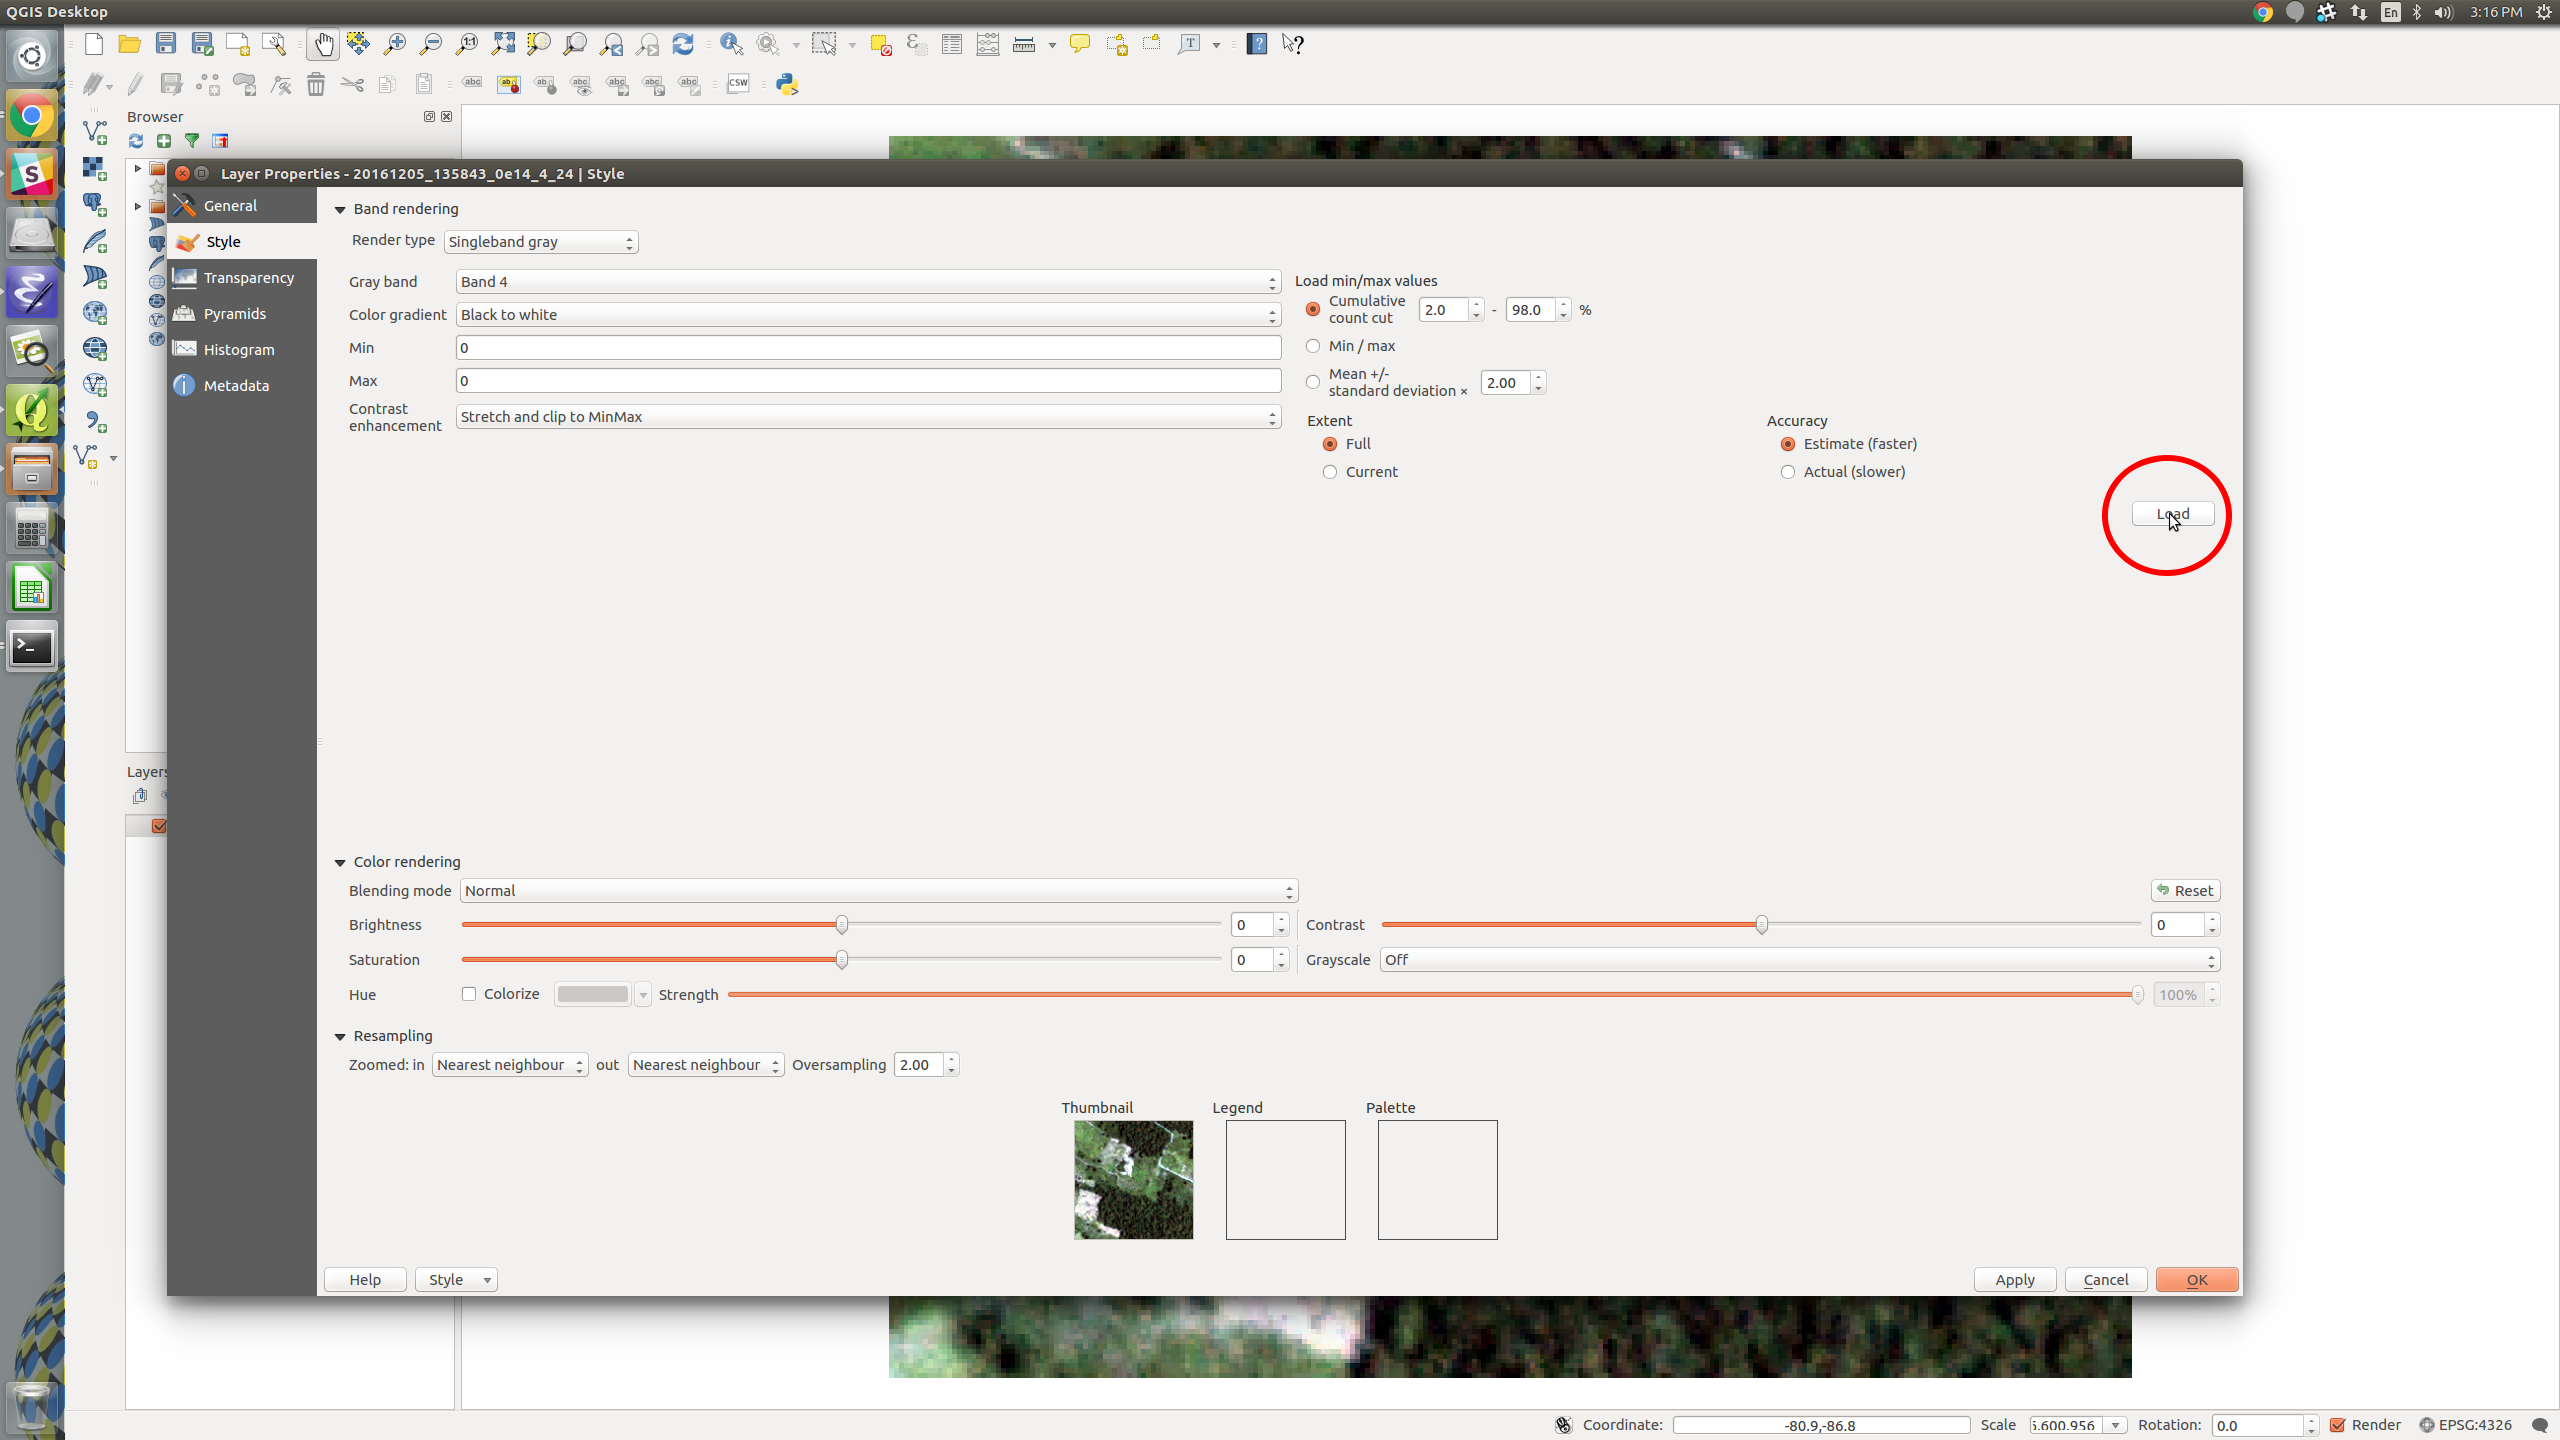 QGIS Desktop
En
3:16 PM
CSW
Browser
Layer Properties - 20161205_135843_0e14_4_24 | Style
General
Style
Transparency
Pyramids
Histogram
Metadata
Band rendering
Render type Singleband gray
Gray band Band 4
Color gradient Black to white
Min 0
Max 0
Contrast
enhancement
Stretch and clip to MinMax
Load min/max values
Cumulative
count cut
2.0 - 98.0 %
Min / max
Mean +/-
standard deviation ×
2.00
Extent
Full
Current
Accuracy
Estimate (faster)
Actual (slower)
Load
Layers
Color rendering
Blending mode Normal
Reset
Brightness 0 Contrast 0
Saturation 0 Grayscale Off
Hue Colorize Strength 100%
Resampling
Zoomed: in Nearest neighbour out Nearest neighbour Oversampling 2.00
Thumbnail Legend Palette
Help Style Apply Cancel OK
Coordinate: -80.9,-86.8 Scale 5.600.956 Rotation: 0.0 Render EPSG:4326